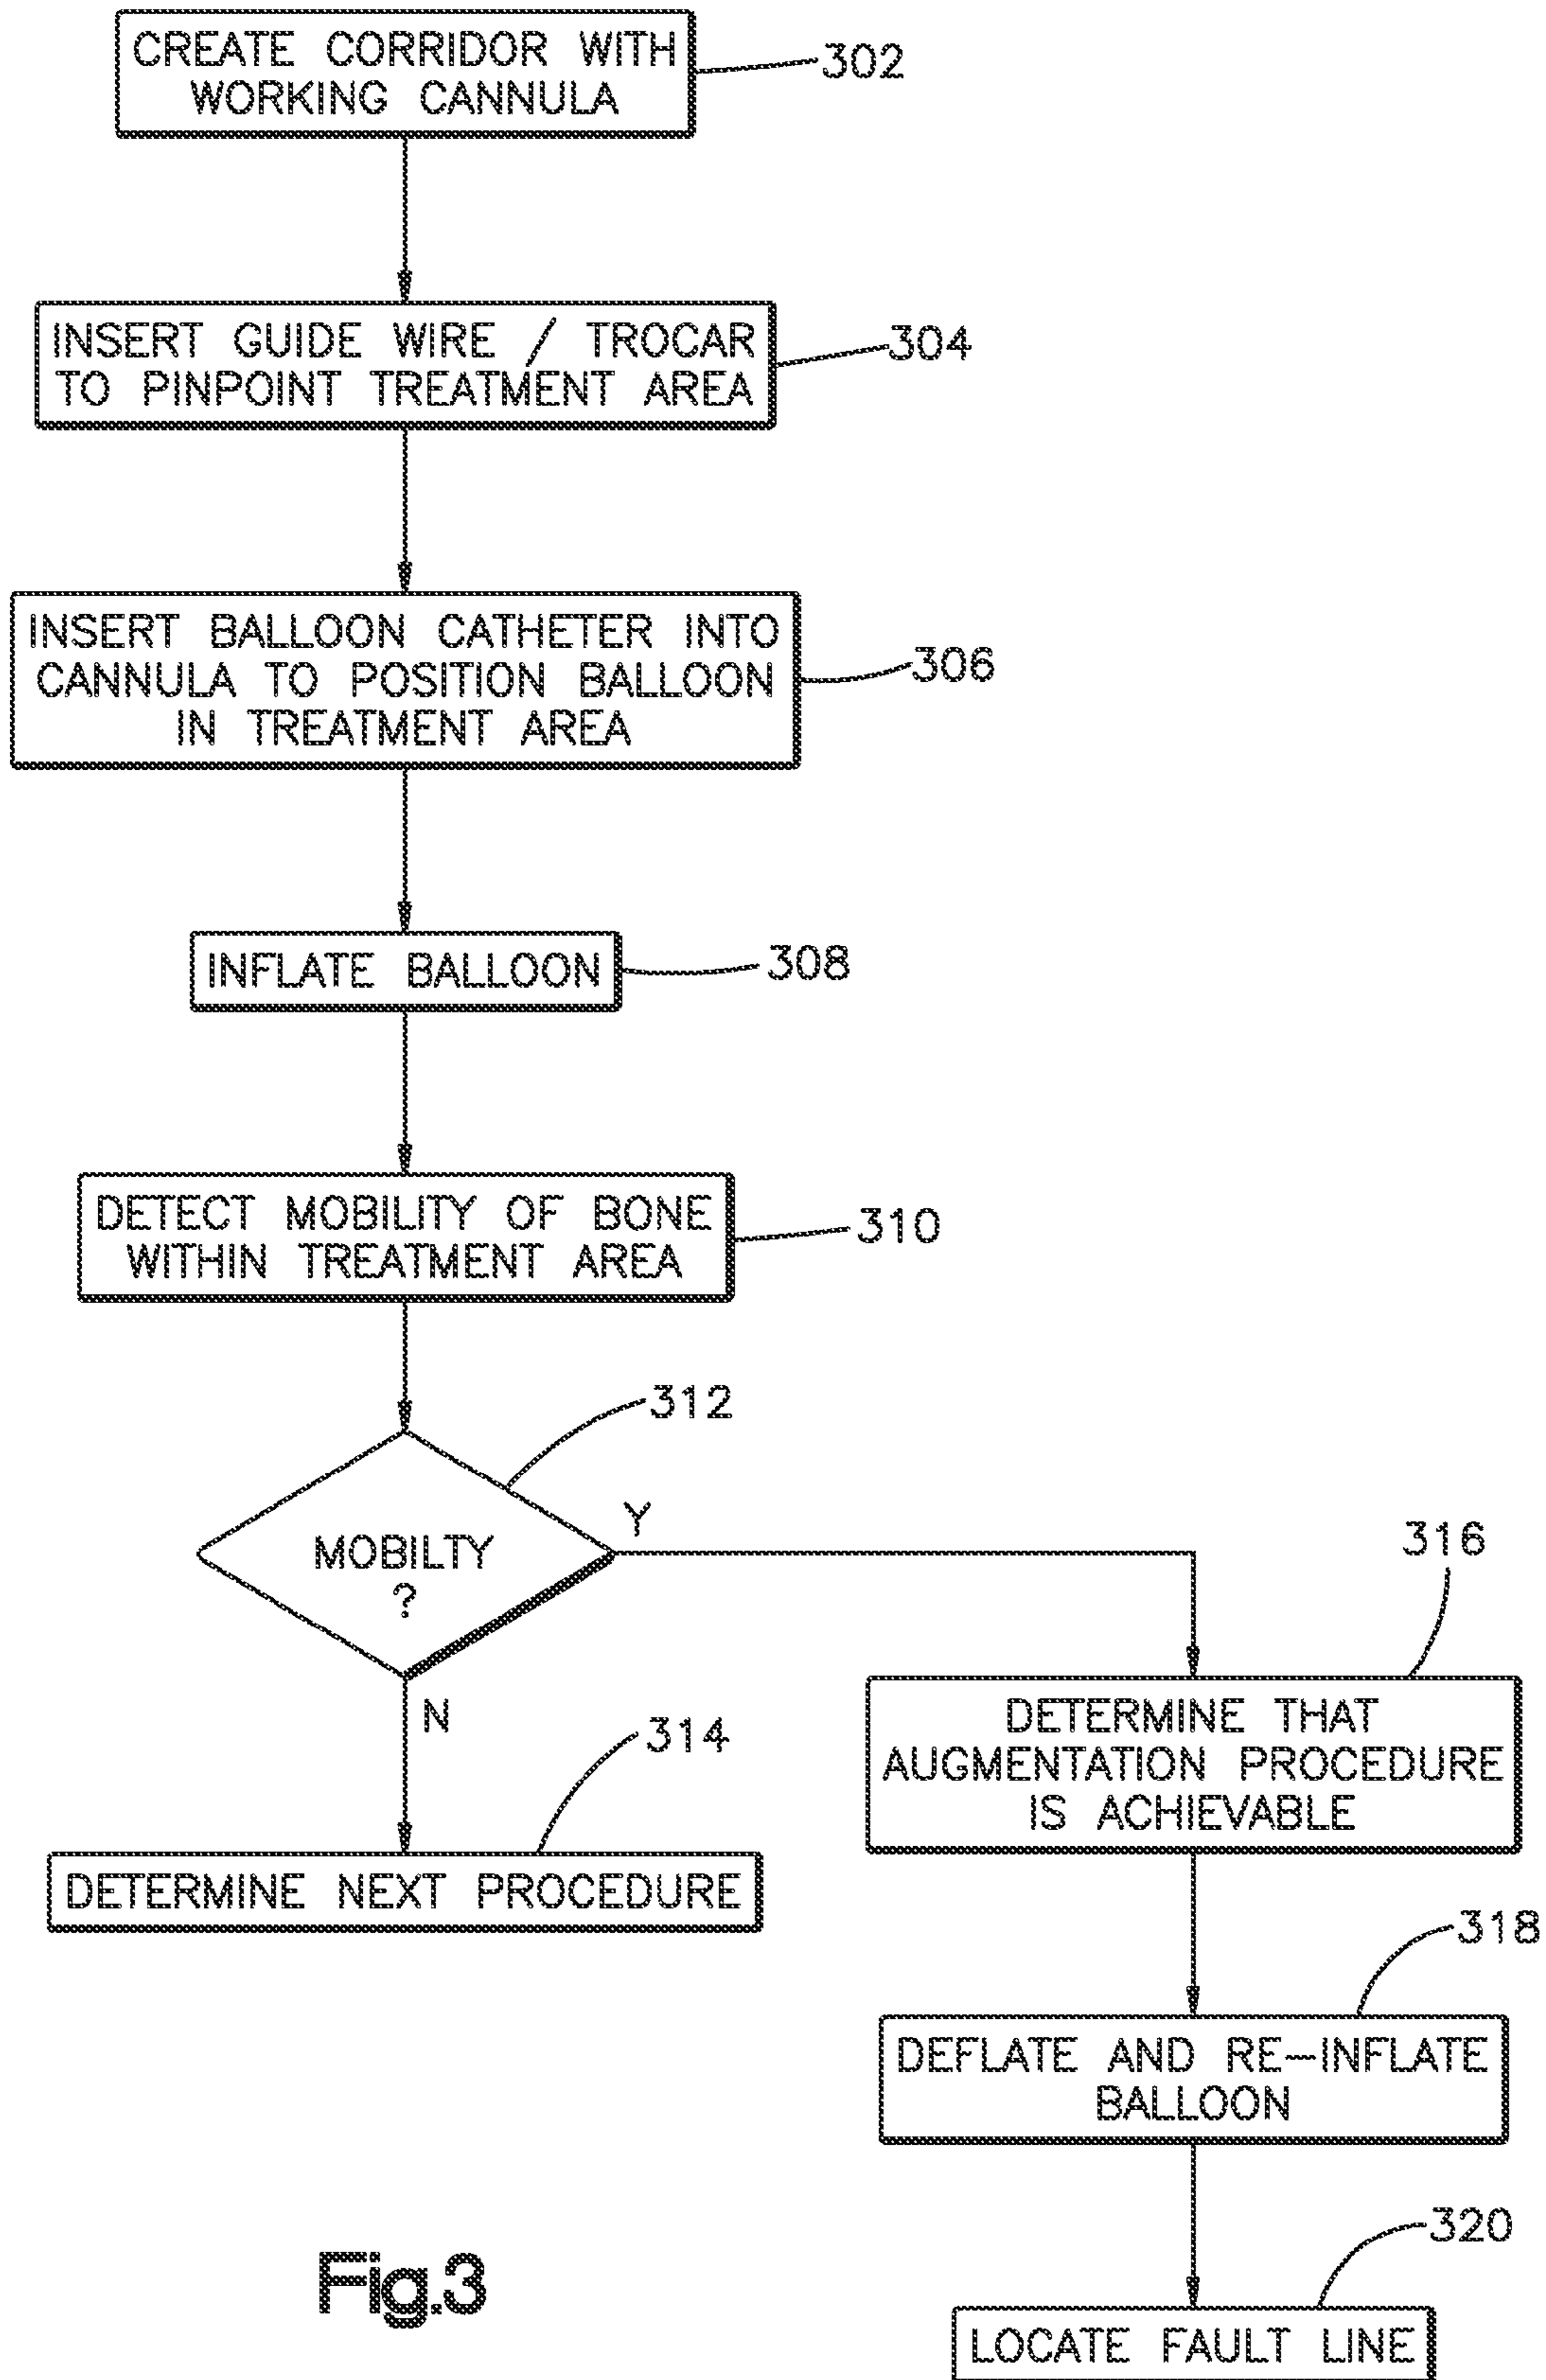 CREATE CORRIDOR WITH
WORKING CANNULA
302
INSERT GUIDE WIRE / TROCAR
TO PINPOINT TREATMENT AREA
304
INSERT BALLOON CATHETER INTO
CANNULA TO POSITION BALLOON
IN TREATMENT AREA
306
INFLATE BALLOON
308
DETECT MOBILITY OF BONE
WITHIN TREATMENT AREA
310
312
MOBILTY
?
Y
N
314
DETERMINE NEXT PROCEDURE
316
DETERMINE THAT
AUGMENTATION PROCEDURE
IS ACHIEVABLE
318
DEFLATE AND RE-INFLATE
BALLOON
320
LOCATE FAULT LINE
Fig.3